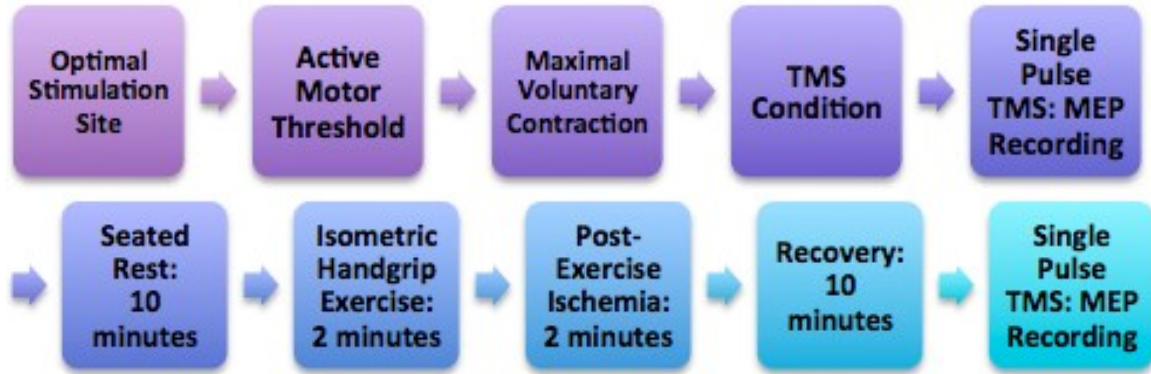 Optimal
Stimulation
Site
Active
Motor
Threshold
Maximal
Voluntary
Contraction
TMS
Condition
Single
Pulse
TMS: MEP
Recording
Seated
Rest:
10
minutes
Isometric
Handgrip
Exercise:
2 minutes
Post-
Exercise
Ischemia:
2 minutes
Recovery:
10
minutes
Single
Pulse
TMS: MEP
Recording